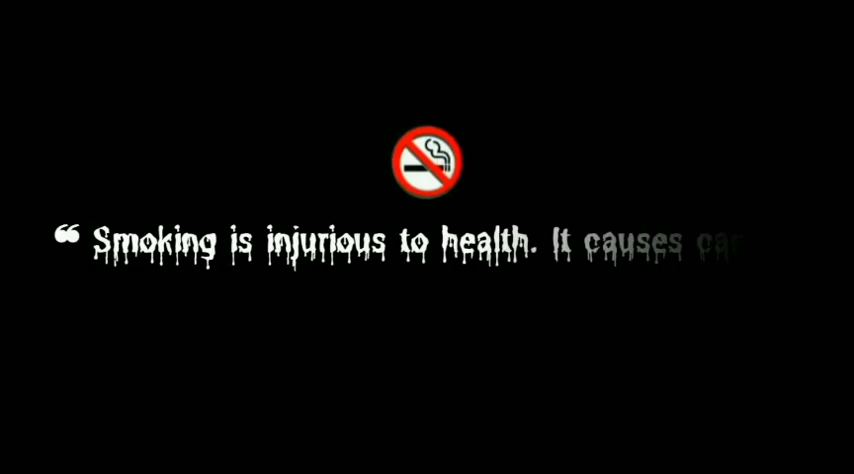 ❝ Smoking is injurious to health. It causes